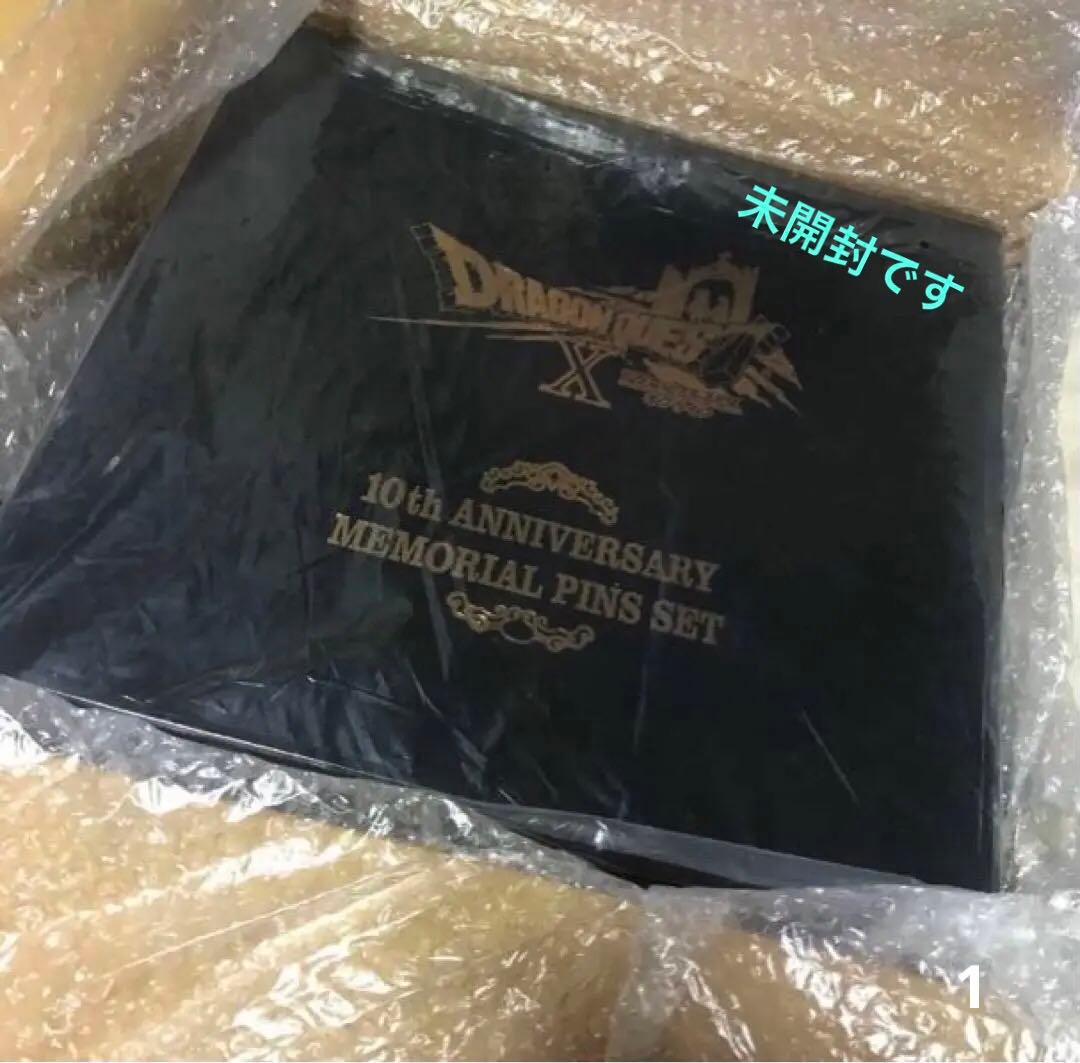 未開封です
DRAGON QUEST
X
10th ANNIVERSARY
MEMORIAL PINS SET
1